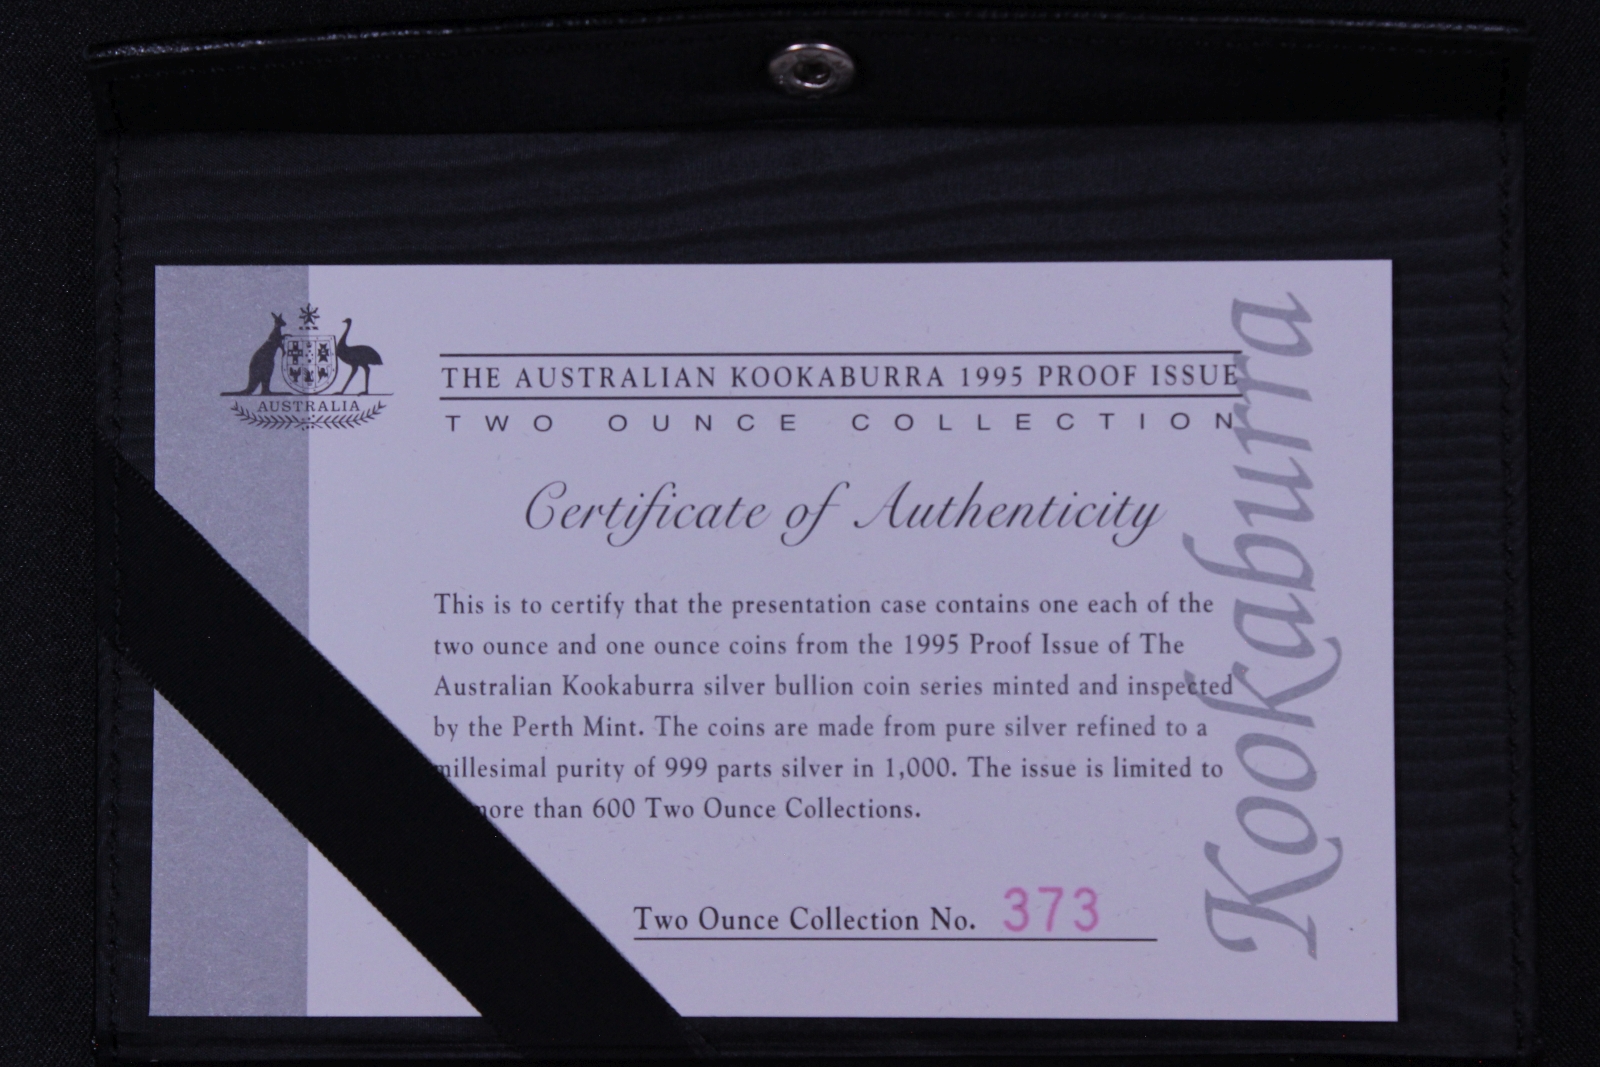 AUSTRALIA
THE AUSTRALIAN KOOKABURRA 1995 PROOF ISSUE
TWO OUNCE COLLECTION
Certificate of Authenticity
This is to certify that the presentation case contains one each of the
two ounce and one ounce coins from the 1995 Proof Issue of The
Australian Kookaburra silver bullion coin series minted and inspected
by the Perth Mint. The coins are made from pure silver refined to a
millesimal purity of 999 parts silver in 1,000. The issue is limited to
more than 600 Two Ounce Collections.
Two Ounce Collection No. 373
Kookaburra